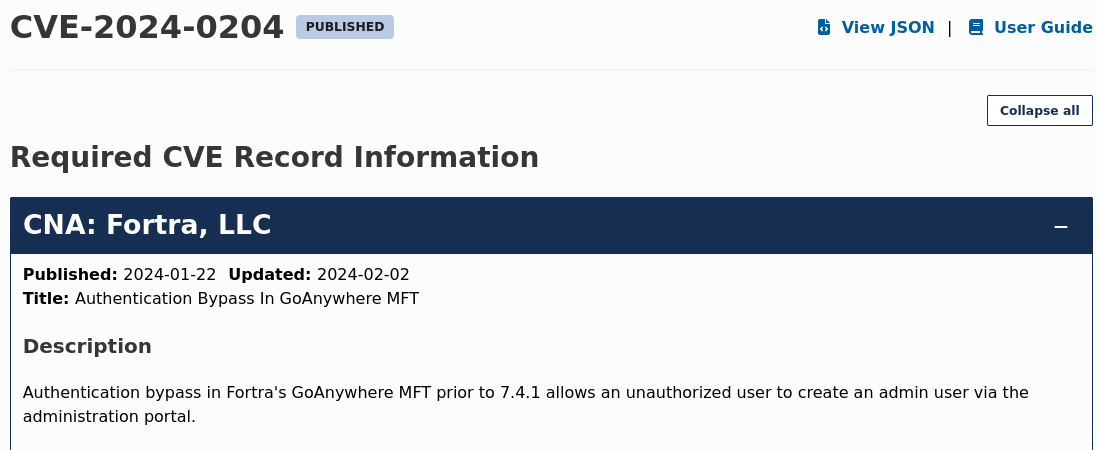 CVE-2024-0204 PUBLISHED View JSON | User Guide
Collapse all
Required CVE Record Information
CNA: Fortra, LLC −
Published: 2024-01-22 Updated: 2024-02-02
Title: Authentication Bypass In GoAnywhere MFT
Description
Authentication bypass in Fortra's GoAnywhere MFT prior to 7.4.1 allows an unauthorized user to create an admin user via the
administration portal.